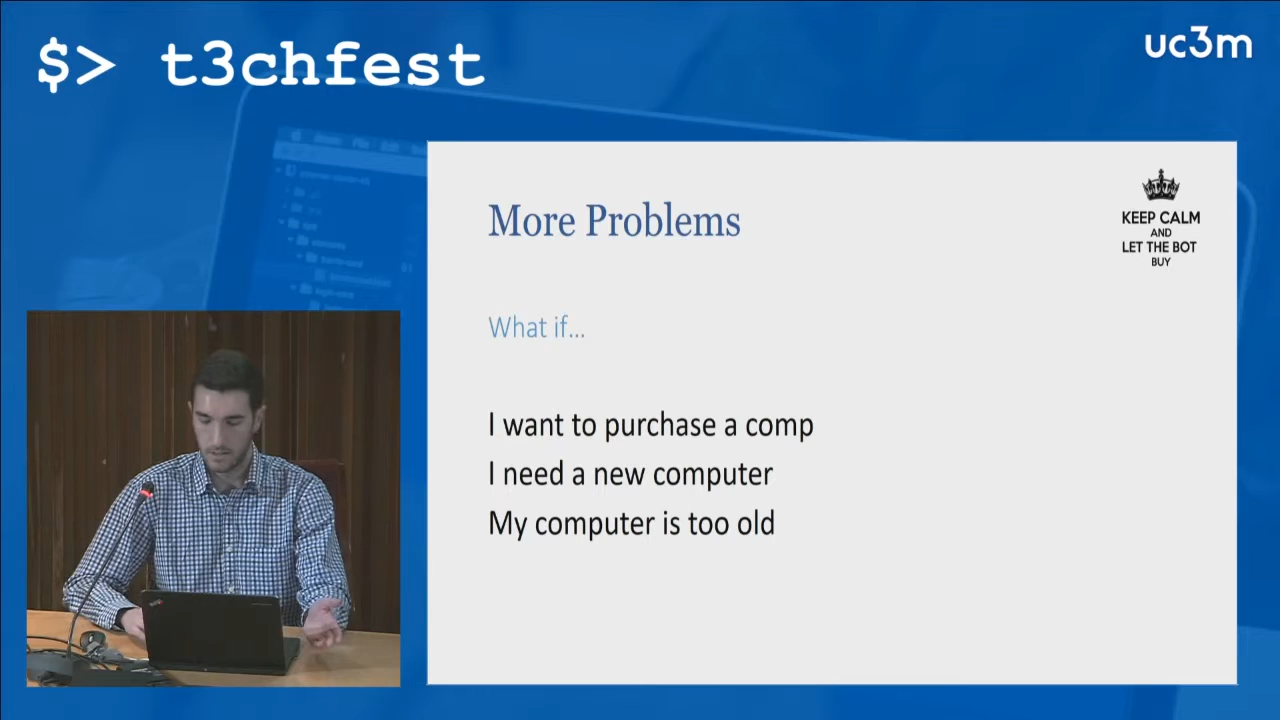 $> t3chfest
uc3m
More Problems
KEEP CALM
AND
LET THE BOT
BUY
What if...
I want to purchase a comp
I need a new computer
My computer is too old